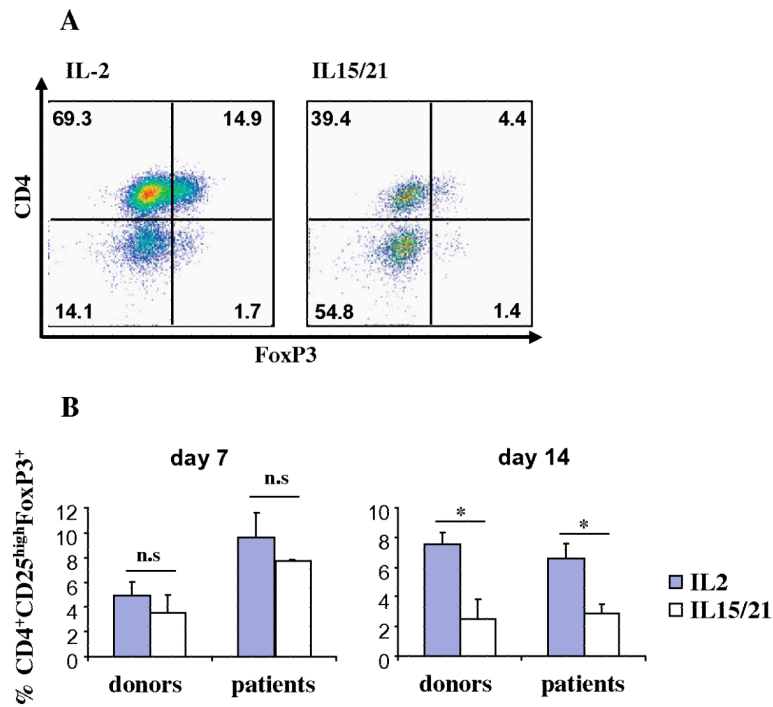 A
IL-2 IL15/21
69.3 14.9 39.4 4.4
CD4
14.1 1.7 54.8 1.4
FoxP3
B
% CD4+CD25highFoxP3+
day 7 day 14
n.s
n.s
* *
12
10
8
6
4
2
0
10
8
6
4
2
0
donors patients donors patients
IL2
IL15/21